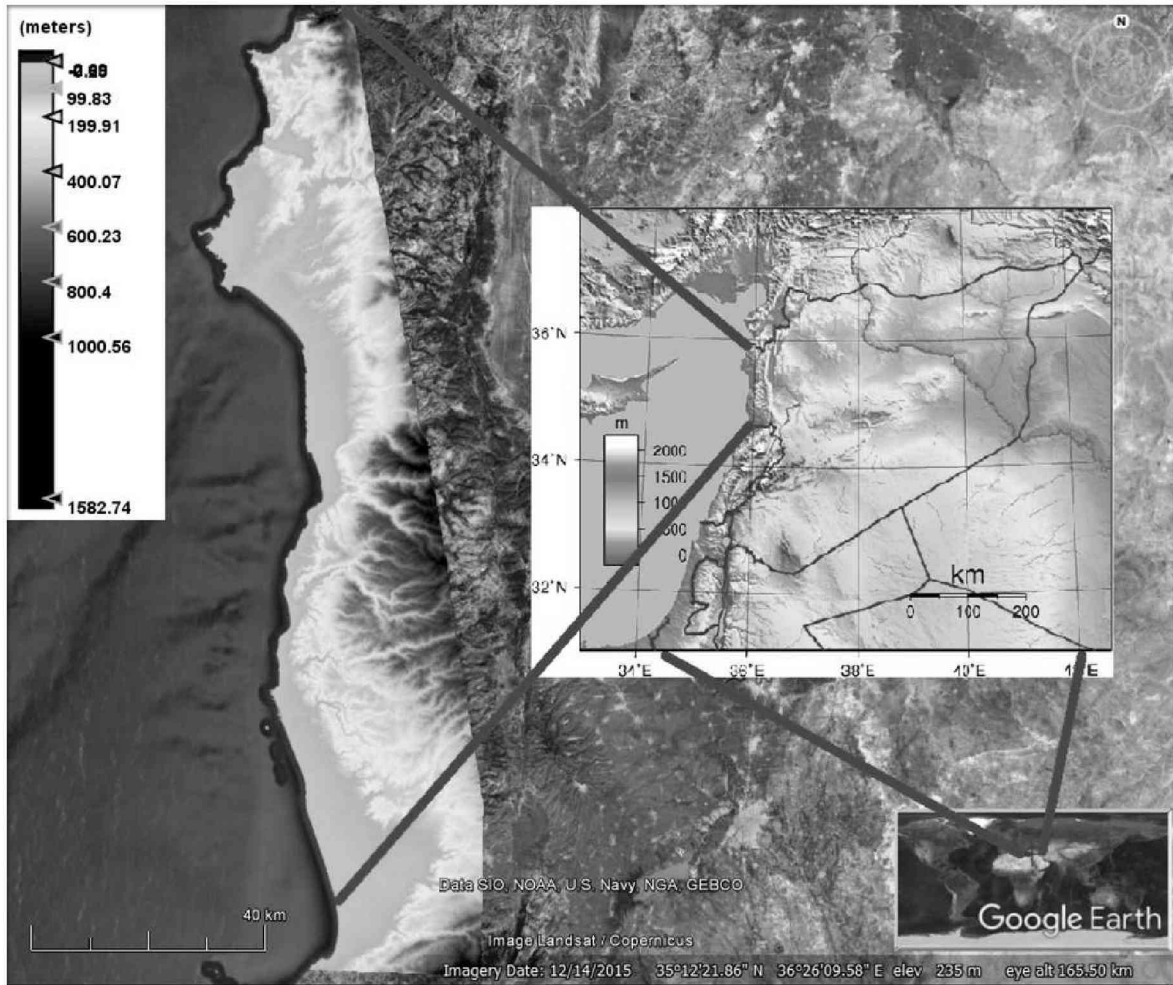 (meters)
99.83
199.91
400.07
600.23
800.4
1000.56
1582.74
N
36°N
34°N
32°N
m
2000
1500
500
0
km
0 100 200
36°E
38°E
40°E
40 km
Data SIO, NOAA, U.S. Navy, NGA, GEBCO
Image Landsat / Copernicus
Google Earth
Imagery Date: 12/14/2015 35°12'21.86" N 36°26'09.58" E elev 235 m eye alt 165.50 km